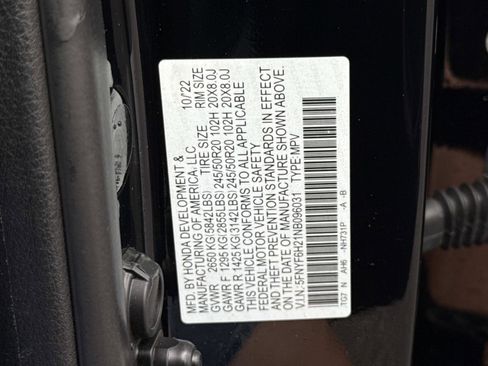 MFD. BY HONDA DEVELOPMENT & 10/22
MANUFACTURING OF AMERICA, LLC
GVWR 2650 KG(5842LBS) TIRE SIZE RIM SIZE
GAWR F 1295 KG(2855LBS) 245/50R20 102H 20X8.0J
GAWR R 1425 KG(3142LBS) 245/50R20 102H 20X8.0J
THIS VEHICLE CONFORMS TO ALL APPLICABLE
FEDERAL MOTOR VEHICLE SAFETY
AND THEFT PREVENTION STANDARDS IN EFFECT
ON THE DATE OF MANUFACTURE SHOWN ABOVE.
V.I.N.: 5FNYF6H21NB096031 TYPE:MPV
TG7 N AH6 -NH731P -A -B